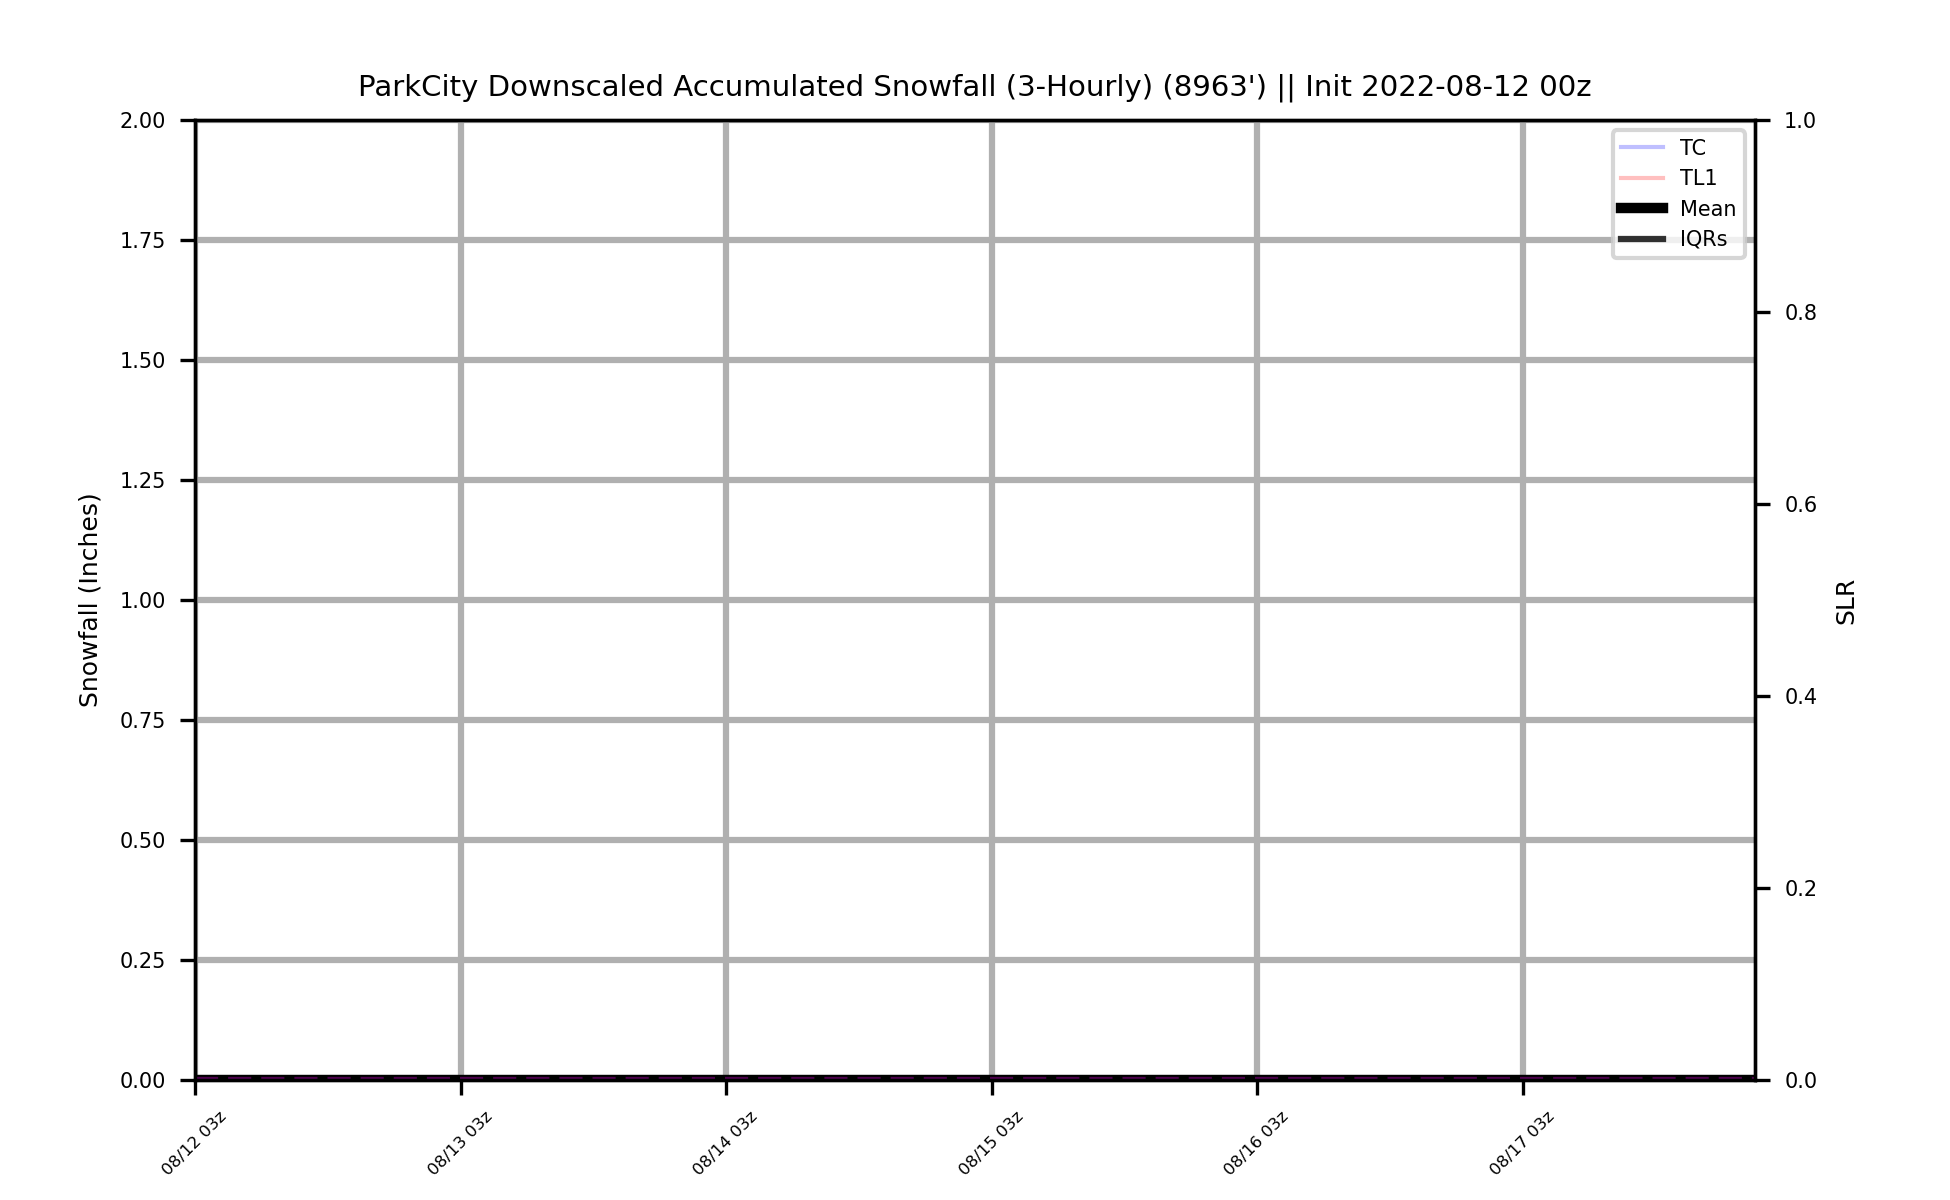 ParkCity Downscaled Accumulated Snowfall (3-Hourly) (8963') || Init 2022-08-12 00z
2.00
1.75
1.50
1.25
1.00
0.75
0.50
0.25
0.00
Snowfall (Inches)
TC
TL1
Mean
IQRs
1.0
0.8
0.6
0.4
0.2
0.0
SLR
08/12 03z
08/13 03z
08/14 03z
08/15 03z
08/16 03z
08/17 03z